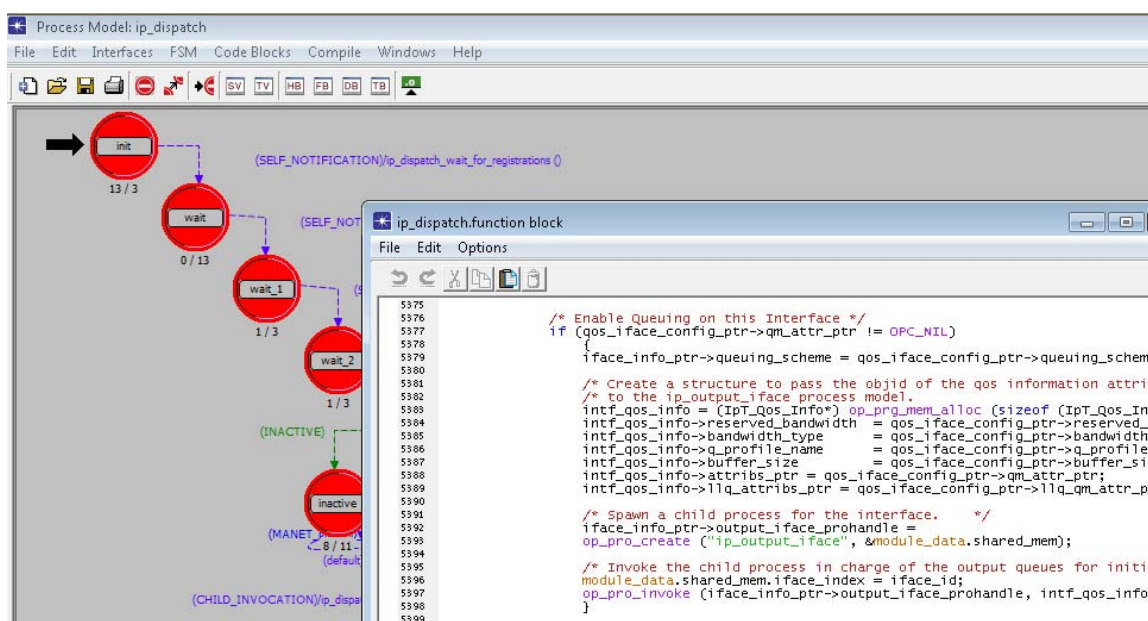 Process Model: ip_dispatch
File Edit Interfaces FSM Code Blocks Compile Windows Help
SV TV HB FB DB TB
init
(SELF_NOTIFICATION)/ip_dispatch_wait_for_registrations ()
13 / 3
wait
(SELF_NOT
0 / 13
wait_1
(S
1 / 3
wait_2
1 / 3
(INACTIVE)
inactive
(MANET_
8 / 11
(default
(CHILD_INVOCATION)/ip_dispa
ip_dispatch.function block
File Edit Options
5375
5376 /* Enable Queuing on this Interface */
5377 if (qos_iface_config_ptr->qm_attr_ptr != OPC_NIL)
5378 {
5379 iface_info_ptr->queuing_scheme = qos_iface_config_ptr->queuing_schem
5380
5381 /* Create a structure to pass the objid of the qos information attri
5382 /* to the ip_output_iface process model.
5383 intf_qos_info = (IpT_Qos_Info*) op_prg_mem_alloc (sizeof (IpT_Qos_In
5384 intf_qos_info->reserved_bandwidth = qos_iface_config_ptr->reserved_
5385 intf_qos_info->bandwidth_type = qos_iface_config_ptr->bandwidth
5386 intf_qos_info->q_profile_name = qos_iface_config_ptr->q_profile
5387 intf_qos_info->buffer_size = qos_iface_config_ptr->buffer_si
5388 intf_qos_info->attribs_ptr = qos_iface_config_ptr->qm_attr_ptr;
5389 intf_qos_info->llq_attribs_ptr = qos_iface_config_ptr->llq_qm_attr_p
5390
5391 /* Spawn a child process for the interface. */
5392 iface_info_ptr->output_iface_prohandle =
5393 op_pro_create ("ip_output_iface", &module_data.shared_mem);
5394
5395 /* Invoke the child process in charge of the output queues for initi
5396 module_data.shared_mem.iface_index = iface_id;
5397 op_pro_invoke (iface_info_ptr->output_iface_prohandle, intf_qos_info
5398 }
5399